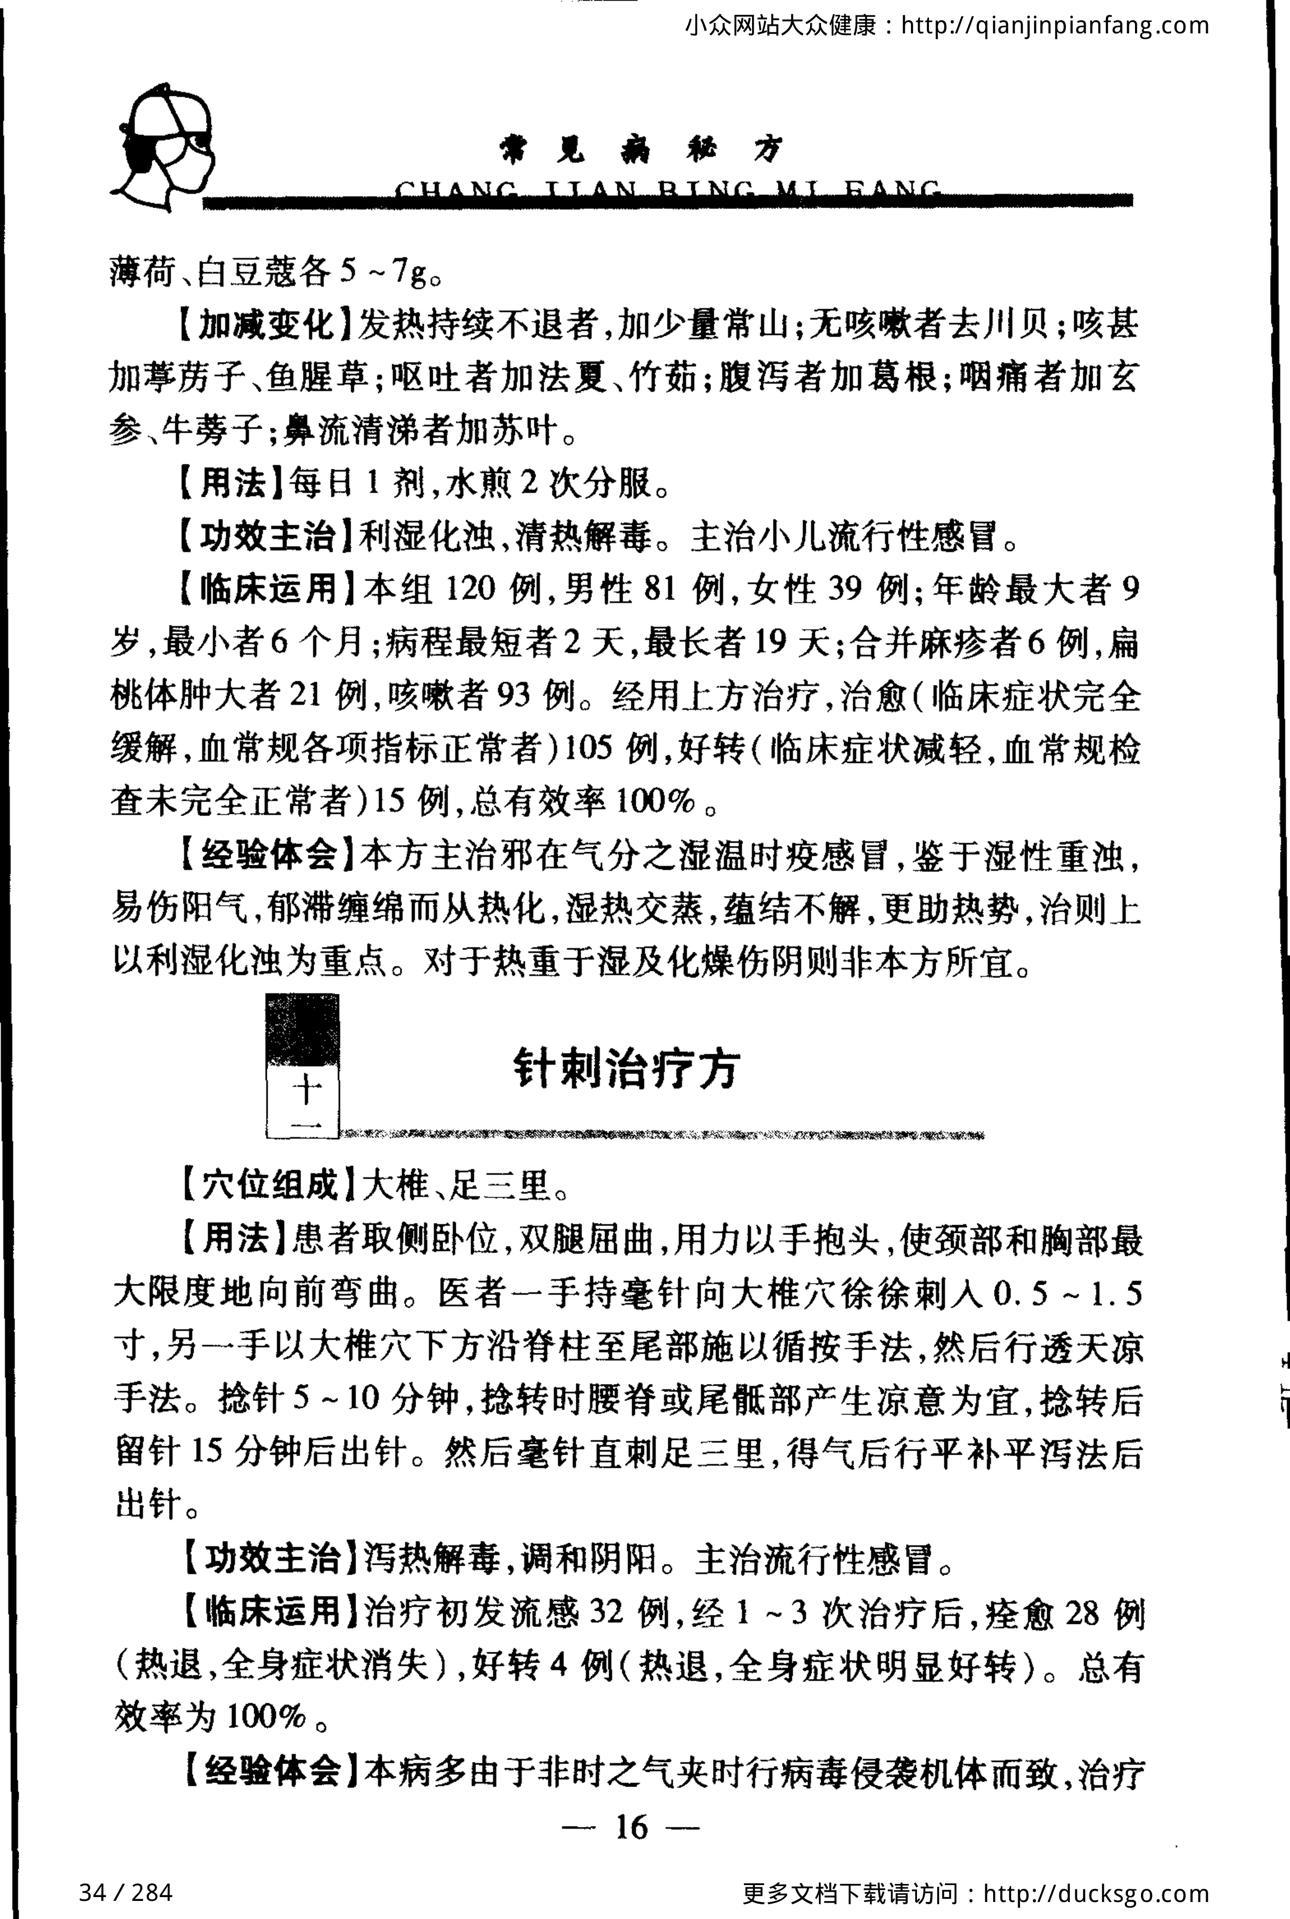 小众网站大众健康：http://qianjinpianfang.com
常见病秘方
CHANG JIAN BING MI FANG
薄荷、白豆蔻各 5 ~ 7g。
【加减变化】发热持续不退者,加少量常山;无咳嗽者去川贝;咳甚
加葶苈子、鱼腥草;呕吐者加法夏、竹茹;腹泻者加葛根;咽痛者加玄
参、牛蒡子;鼻流清涕者加苏叶。
【用法】每日 1 剂,水煎 2 次分服。
【功效主治】利湿化浊,清热解毒。主治小儿流行性感冒。
【临床运用】本组 120 例,男性 81 例,女性 39 例;年龄最大者 9
岁,最小者 6 个月;病程最短者 2 天,最长者 19 天;合并麻疹者 6 例,扁
桃体肿大者 21 例,咳嗽者 93 例。经用上方治疗,治愈(临床症状完全
缓解,血常规各项指标正常者)105 例,好转(临床症状减轻,血常规检
查未完全正常者)15 例,总有效率 100%。
【经验体会】本方主治邪在气分之湿温时疫感冒,鉴于湿性重浊,
易伤阳气,郁滞缠绵而从热化,湿热交蒸,蕴结不解,更助热势,治则上
以利湿化浊为重点。对于热重于湿及化燥伤阴则非本方所宜。
十一
针刺治疗方
【穴位组成】大椎、足三里。
【用法】患者取侧卧位,双腿屈曲,用力以手抱头,使颈部和胸部最
大限度地向前弯曲。医者一手持毫针向大椎穴徐徐刺入 0.5 ~ 1.5
寸,另一手以大椎穴下方沿脊柱至尾部施以循按手法,然后行透天凉
手法。捻针 5 ~ 10 分钟,捻转时腰脊或尾骶部产生凉意为宜,捻转后
留针 15 分钟后出针。然后毫针直刺足三里,得气后行平补平泻法后
出针。
【功效主治】泻热解毒,调和阴阳。主治流行性感冒。
【临床运用】治疗初发流感 32 例,经 1 ~ 3 次治疗后,痊愈 28 例
(热退,全身症状消失),好转 4 例(热退,全身症状明显好转)。总有
效率为 100%。
【经验体会】本病多由于非时之气夹时行病毒侵袭机体而致,治疗
— 16 —
34 / 284
更多文档下载请访问：http://ducksgo.com